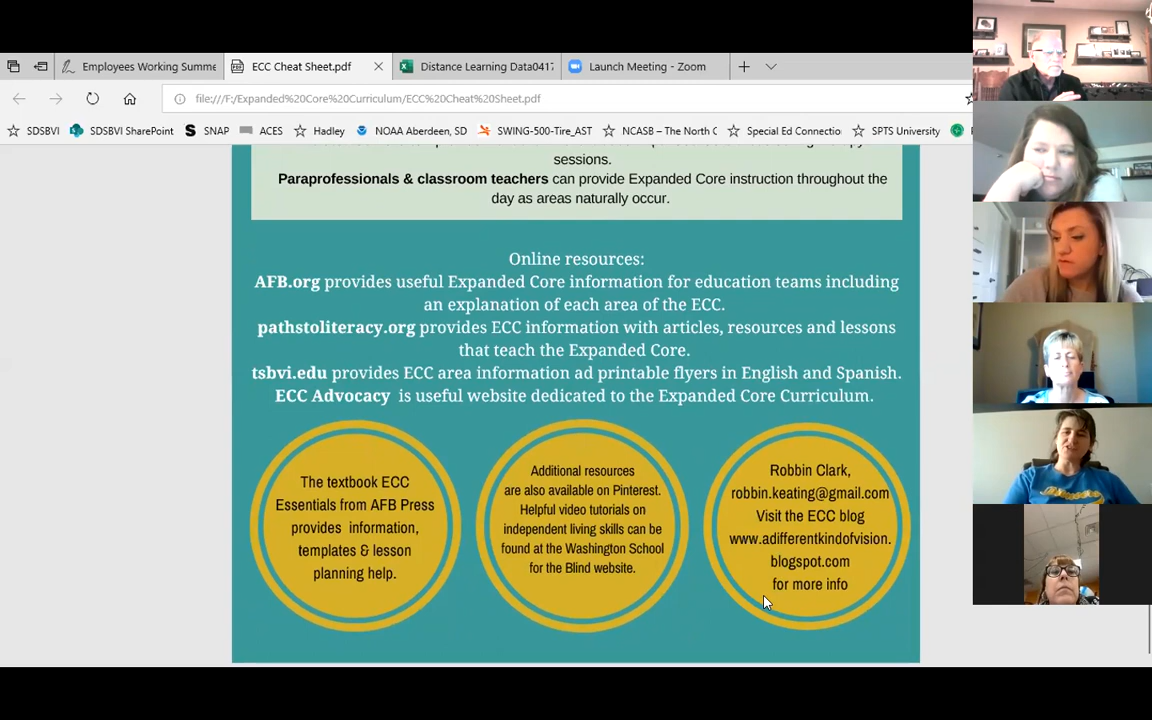 Employees Working Summe
ECC Cheat Sheet.pdf
Distance Learning Data0417
Launch Meeting - Zoom
file:///F:/Expanded%20Core%20Curriculum/ECC%20Cheat%20Sheet.pdf
SDSBVI
SDSBVI SharePoint
SNAP
ACES
Hadley
NOAA Aberdeen, SD
SWING-500-Tire_AST
NCASB – The North C
Special Ed Connectio
SPTS University
sessions.
Paraprofessionals & classroom teachers can provide Expanded Core instruction throughout the
day as areas naturally occur.
Online resources:
AFB.org provides useful Expanded Core information for education teams including
an explanation of each area of the ECC.
pathstoliteracy.org provides ECC information with articles, resources and lessons
that teach the Expanded Core.
tsbvi.edu provides ECC area information ad printable flyers in English and Spanish.
ECC Advocacy is useful website dedicated to the Expanded Core Curriculum.
The textbook ECC
Essentials from AFB Press
provides information,
templates & lesson
planning help.
Additional resources
are also available on Pinterest.
Helpful video tutorials on
independent living skills can be
found at the Washington School
for the Blind website.
Robbin Clark,
robbin.keating@gmail.com
Visit the ECC blog
www.adifferentkindofvision.
blogspot.com
for more info